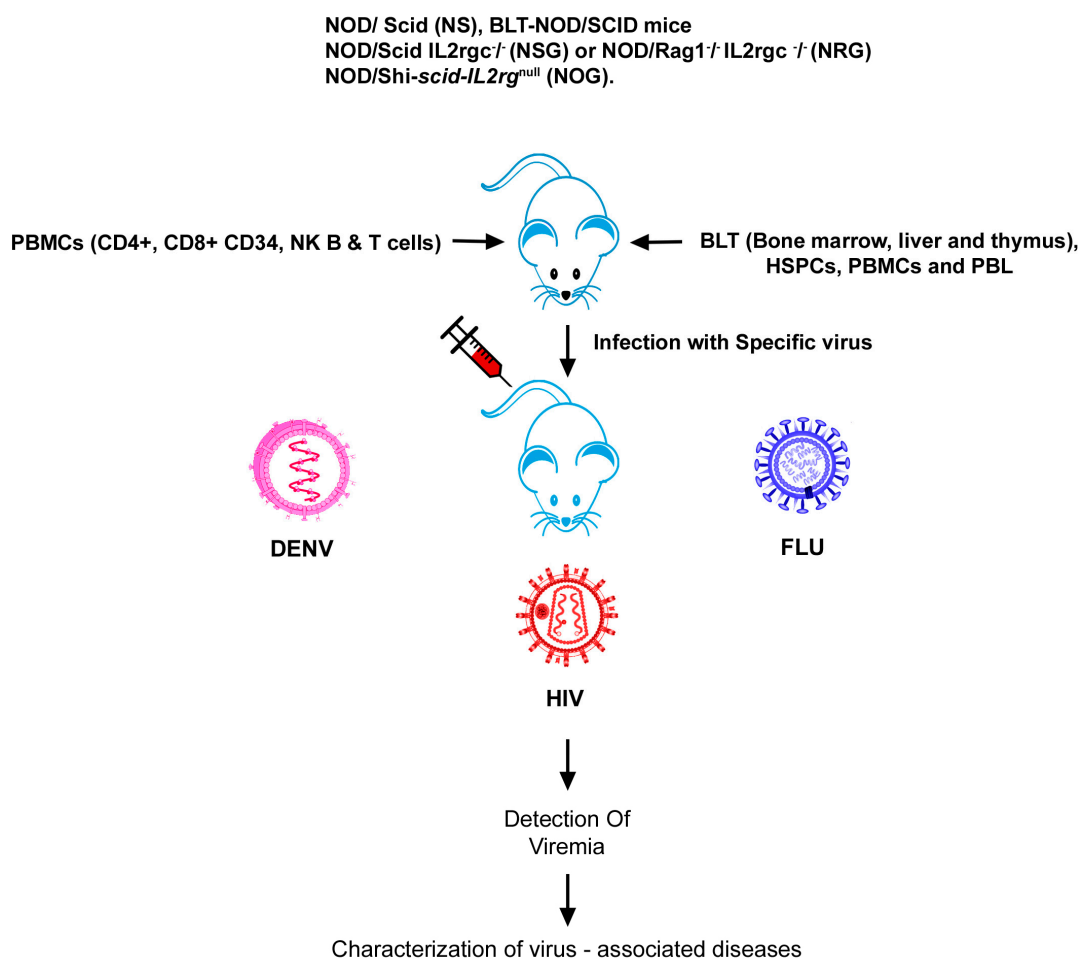 NOD/ Scid (NS), BLT-NOD/SCID mice
NOD/Scid IL2rgc-/- (NSG) or NOD/Rag1-/- IL2rgc -/- (NRG)
NOD/Shi-scid-IL2rgnull (NOG).
PBMCs (CD4+, CD8+ CD34, NK B & T cells)
BLT (Bone marrow, liver and thymus),
HSPCs, PBMCs and PBL
Infection with Specific virus
DENV
FLU
HIV
Detection Of
Viremia
Characterization of virus - associated diseases